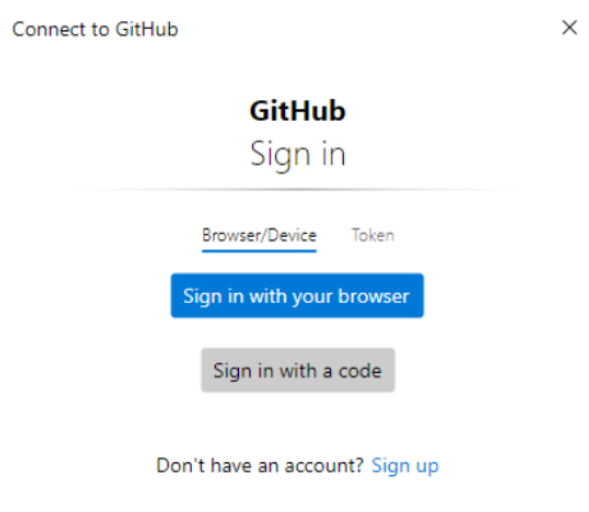 Connect to GitHub
GitHub
Sign in
Browser/Device Token
Sign in with your browser
Sign in with a code
Don't have an account? Sign up